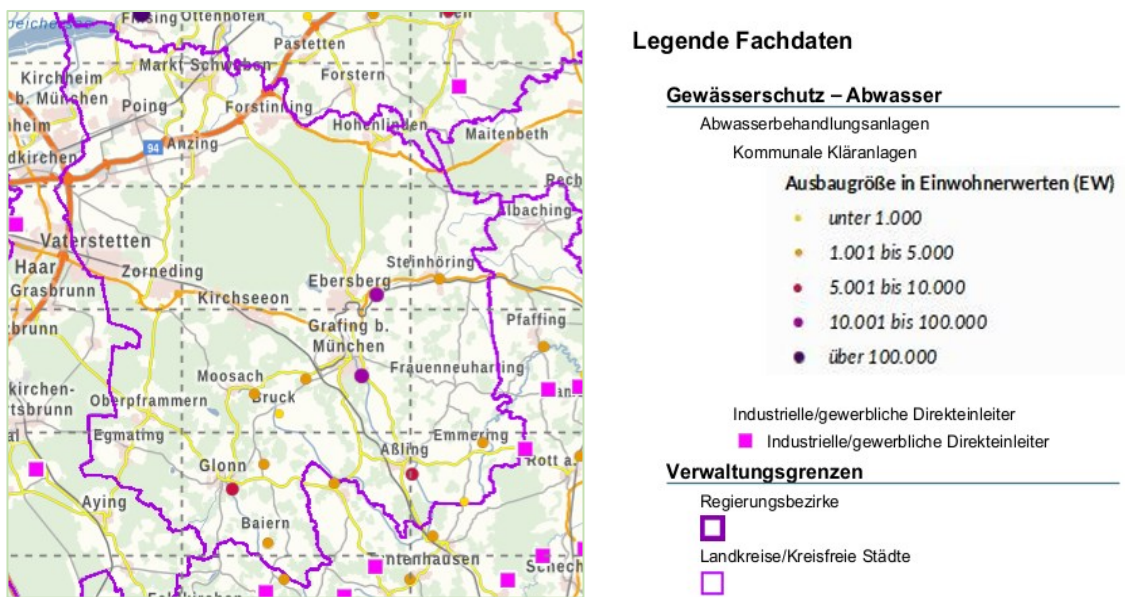 Ottenhofen
Pastetten
Markt Schwaben
Forstern
Kirchheim
b. München
Poing
Forstinning
Hohenlinden
Maitenbeth
94
Anzing
Albaching
Vaterstetten
Haar
Zorneding
Steinhöring
Grasbrunn
Kirchseeon
Ebersberg
Grafing b.
München
Pfaffing
Frauenneuharting
Moosach
Bruck
Oberpframmern
Egmating
Emmering
Aßling
Glonn
Rott a.
Aying
Baiern
Legende Fachdaten
Gewässerschutz – Abwasser
Abwasserbehandlungsanlagen
Kommunale Kläranlagen
Ausbaugröße in Einwohnerwerten (EW)
unter 1.000
1.001 bis 5.000
5.001 bis 10.000
10.001 bis 100.000
über 100.000
Industrielle/gewerbliche Direkteinleiter
Industrielle/gewerbliche Direkteinleiter
Verwaltungsgrenzen
Regierungsbezirke
Landkreise/Kreisfreie Städte